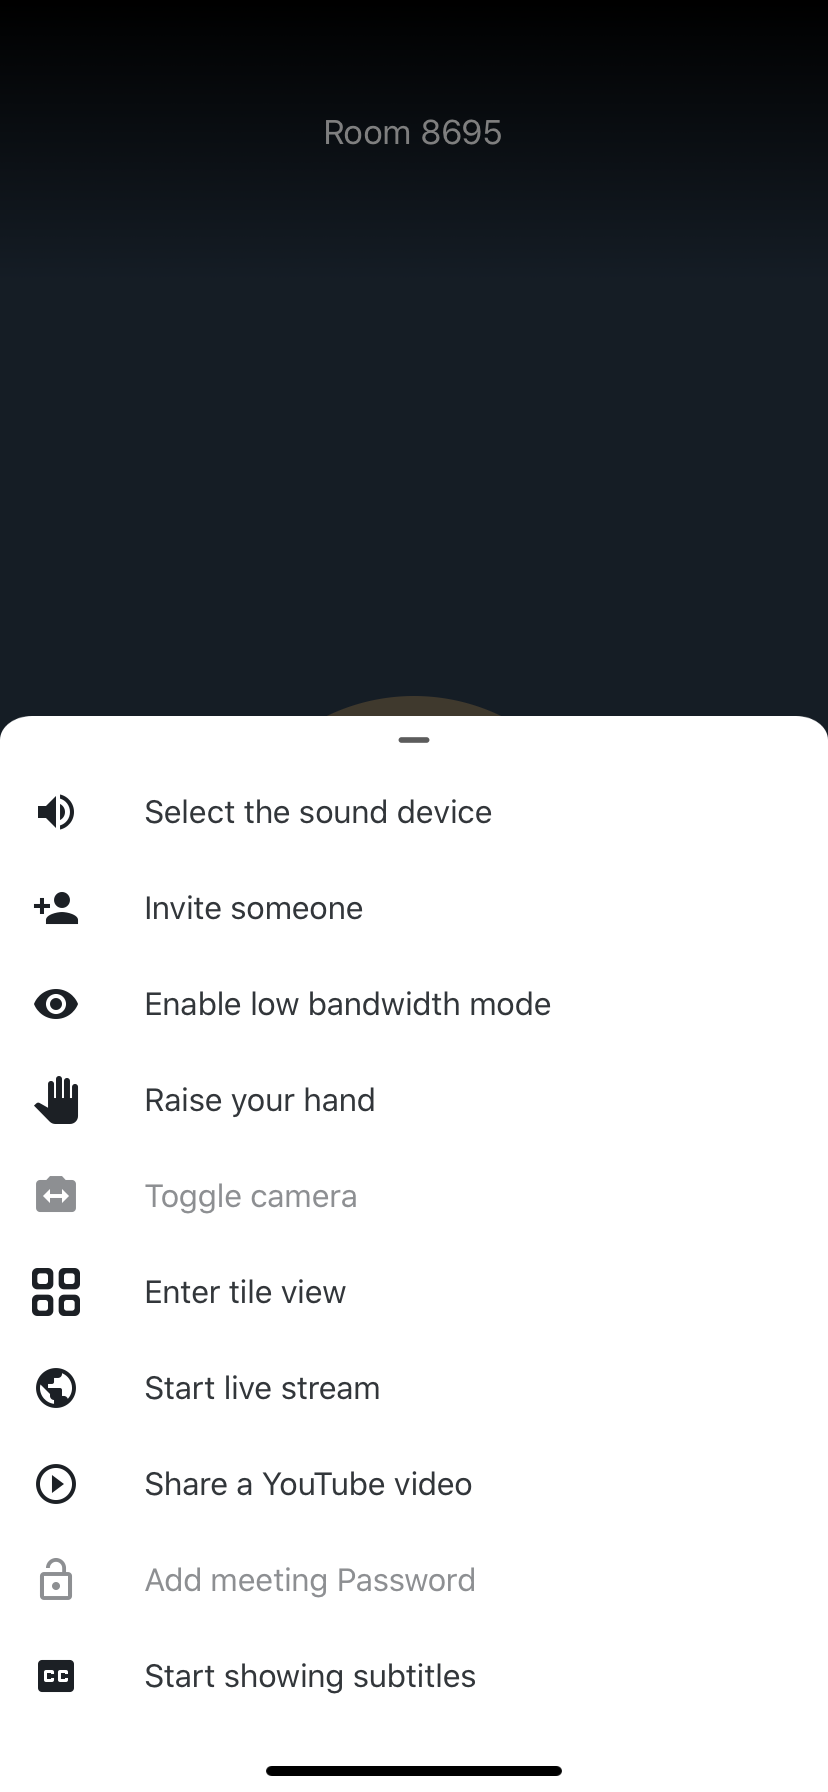 Room 8695
Select the sound device
Invite someone
Enable low bandwidth mode
Raise your hand
Toggle camera
Enter tile view
Start live stream
Share a YouTube video
Add meeting Password
CC Start showing subtitles